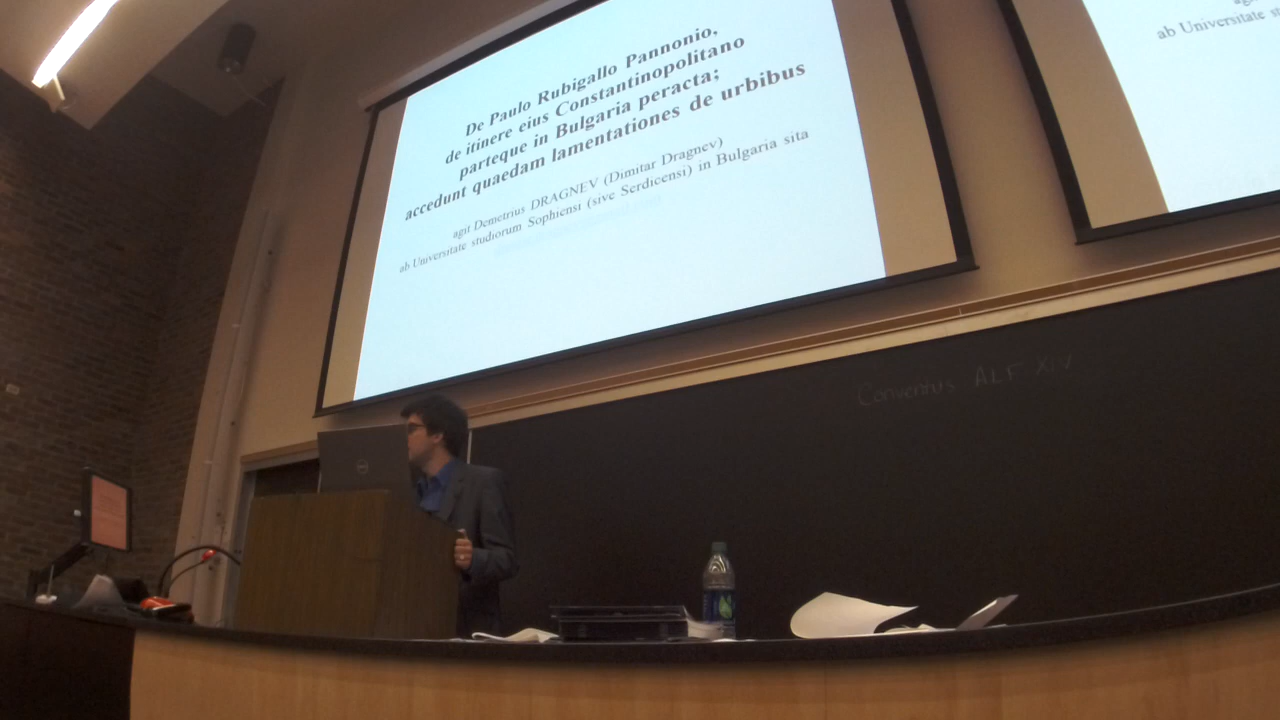 De Paulo Rubigallo Pannonio,
de itinere eius Constantinopolitano
parteque in Bulgaria peracta;
accedunt quaedam lamentationes de urbibus
agit Demetrius DRAGNEV (Dimitar Dragnev)
ab Universitate studiorum Sophiensi (sive Serdicensi) in Bulgaria sita
ab Universitate
Conventus ALF XIV
DELL